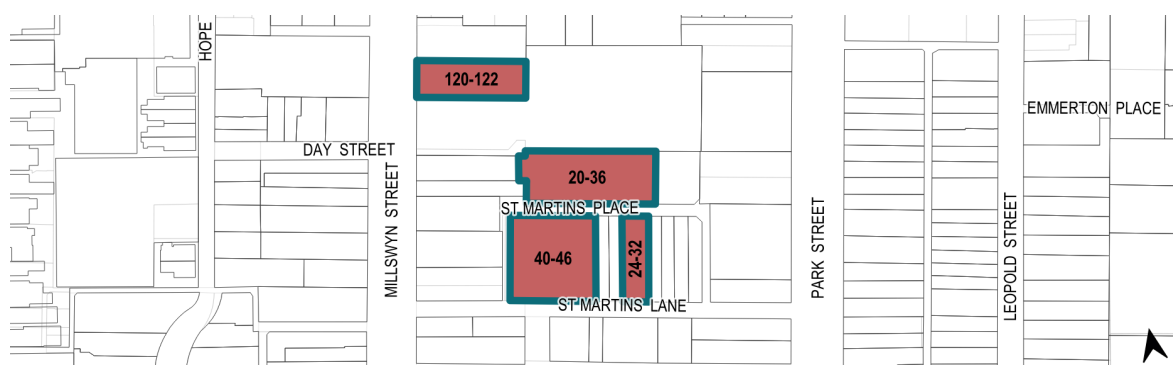 HOPE
120-122
EMMERTON PLACE
DAY STREET
20-36
MILLSWYN STREET
ST MARTINS PLACE
PARK STREET
LEOPOLD STREET
40-46
24-32
ST MARTINS LANE